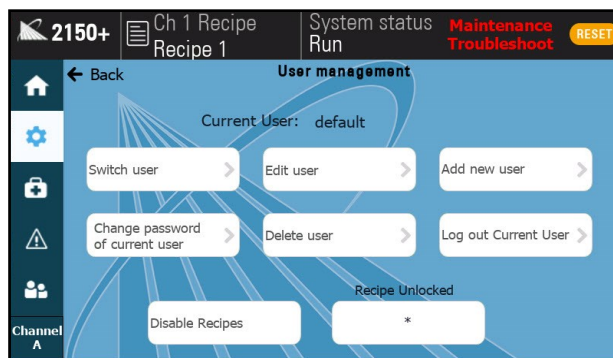 2150+
Ch 1 Recipe
Recipe 1
System status
Run
Maintenance
Troubleshoot
RESET
← Back
User management
Current User: default
Switch user
Edit user
Add new user
Change password
of current user
Delete user
Log out Current User
Recipe Unlocked
Disable Recipes
*
Channel
A